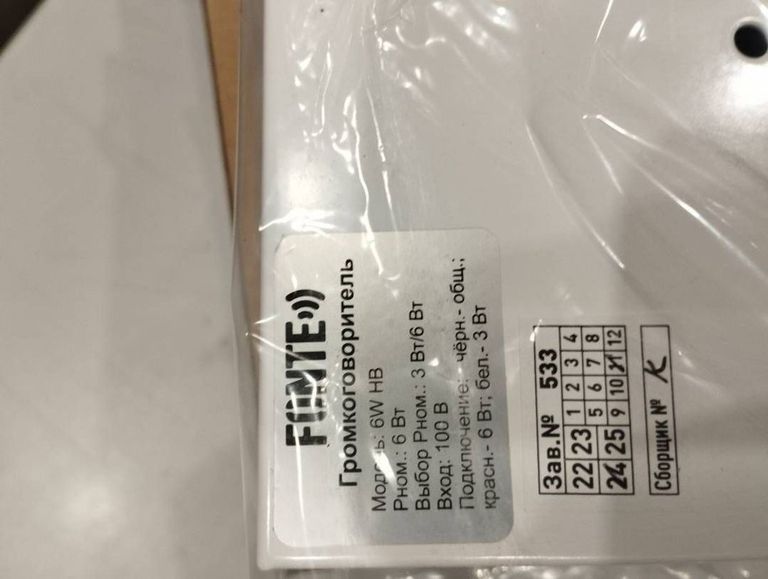 FONTE
Громкоговоритель
Модель: 6W НВ
Рном.: 6 Вт
Выбор Рном.: 3 Вт/6 Вт
Вход: 100 В
Подключение: - чёрн.- общ.;
красн.- 6 Вт; бел.- 3 Вт
Зав.№ 533
22 23 1 2 3 4
5 6 7 8
24 25 9 10 11 12
Сборщик № К